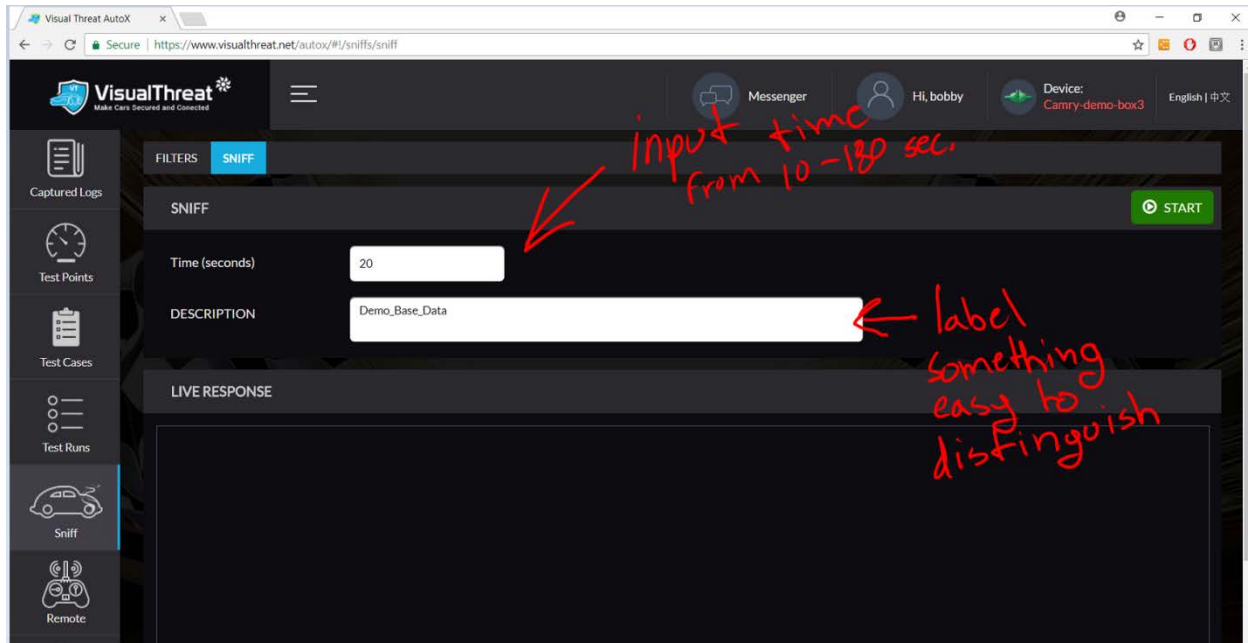 Visual Threat AutoX
Secure | https://www.visualthreat.net/autox/#!/sniffs/sniff
VisualThreat
Make Cars Secured and Conected
Messenger
Hi, bobby
Device:
Camry-demo-box3
English | 中文
Captured Logs
Test Points
Test Cases
Test Runs
Sniff
Remote
FILTERS SNIFF
input time
from 10-180 sec.
SNIFF
START
Time (seconds)
20
DESCRIPTION
Demo_Base_Data
label
something
easy to
distinguish
LIVE RESPONSE